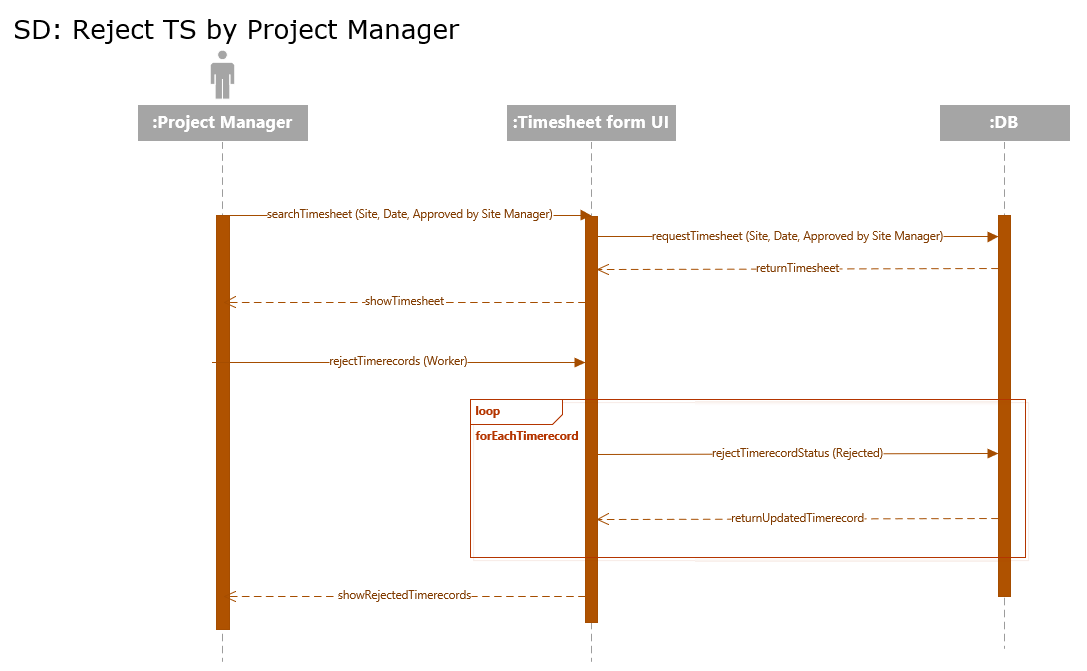 SD: Reject TS by Project Manager
:Project Manager
:Timesheet form UI
:DB
searchTimesheet (Site, Date, Approved by Site Manager)
requestTimesheet (Site, Date, Approved by Site Manager)
returnTimesheet
showTimesheet
rejectTimerecords (Worker)
loop
forEachTimerecord
rejectTimerecordStatus (Rejected)
returnUpdatedTimerecord
showRejectedTimerecords